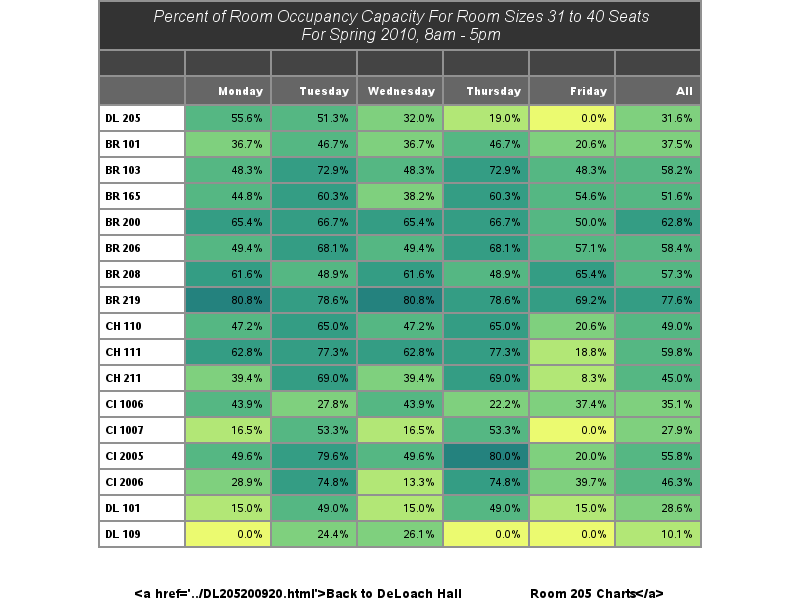 Percent of Room Occupancy Capacity For Room Sizes 31 to 40 Seats
For Spring 2010, 8am - 5pm
Monday Tuesday Wednesday Thursday Friday All
DL 205 55.6% 51.3% 32.0% 19.0% 0.0% 31.6%
BR 101 36.7% 46.7% 36.7% 46.7% 20.6% 37.5%
BR 103 48.3% 72.9% 48.3% 72.9% 48.3% 58.2%
BR 165 44.8% 60.3% 38.2% 60.3% 54.6% 51.6%
BR 200 65.4% 66.7% 65.4% 66.7% 50.0% 62.8%
BR 206 49.4% 68.1% 49.4% 68.1% 57.1% 58.4%
BR 208 61.6% 48.9% 61.6% 48.9% 65.4% 57.3%
BR 219 80.8% 78.6% 80.8% 78.6% 69.2% 77.6%
CH 110 47.2% 65.0% 47.2% 65.0% 20.6% 49.0%
CH 111 62.8% 77.3% 62.8% 77.3% 18.8% 59.8%
CH 211 39.4% 69.0% 39.4% 69.0% 8.3% 45.0%
CI 1006 43.9% 27.8% 43.9% 22.2% 37.4% 35.1%
CI 1007 16.5% 53.3% 16.5% 53.3% 0.0% 27.9%
CI 2005 49.6% 79.6% 49.6% 80.0% 20.0% 55.8%
CI 2006 28.9% 74.8% 13.3% 74.8% 39.7% 46.3%
DL 101 15.0% 49.0% 15.0% 49.0% 15.0% 28.6%
DL 109 0.0% 24.4% 26.1% 0.0% 0.0% 10.1%
<a href='../DL205200920.html'>Back to DeLoach Hall Room 205 Charts</a>